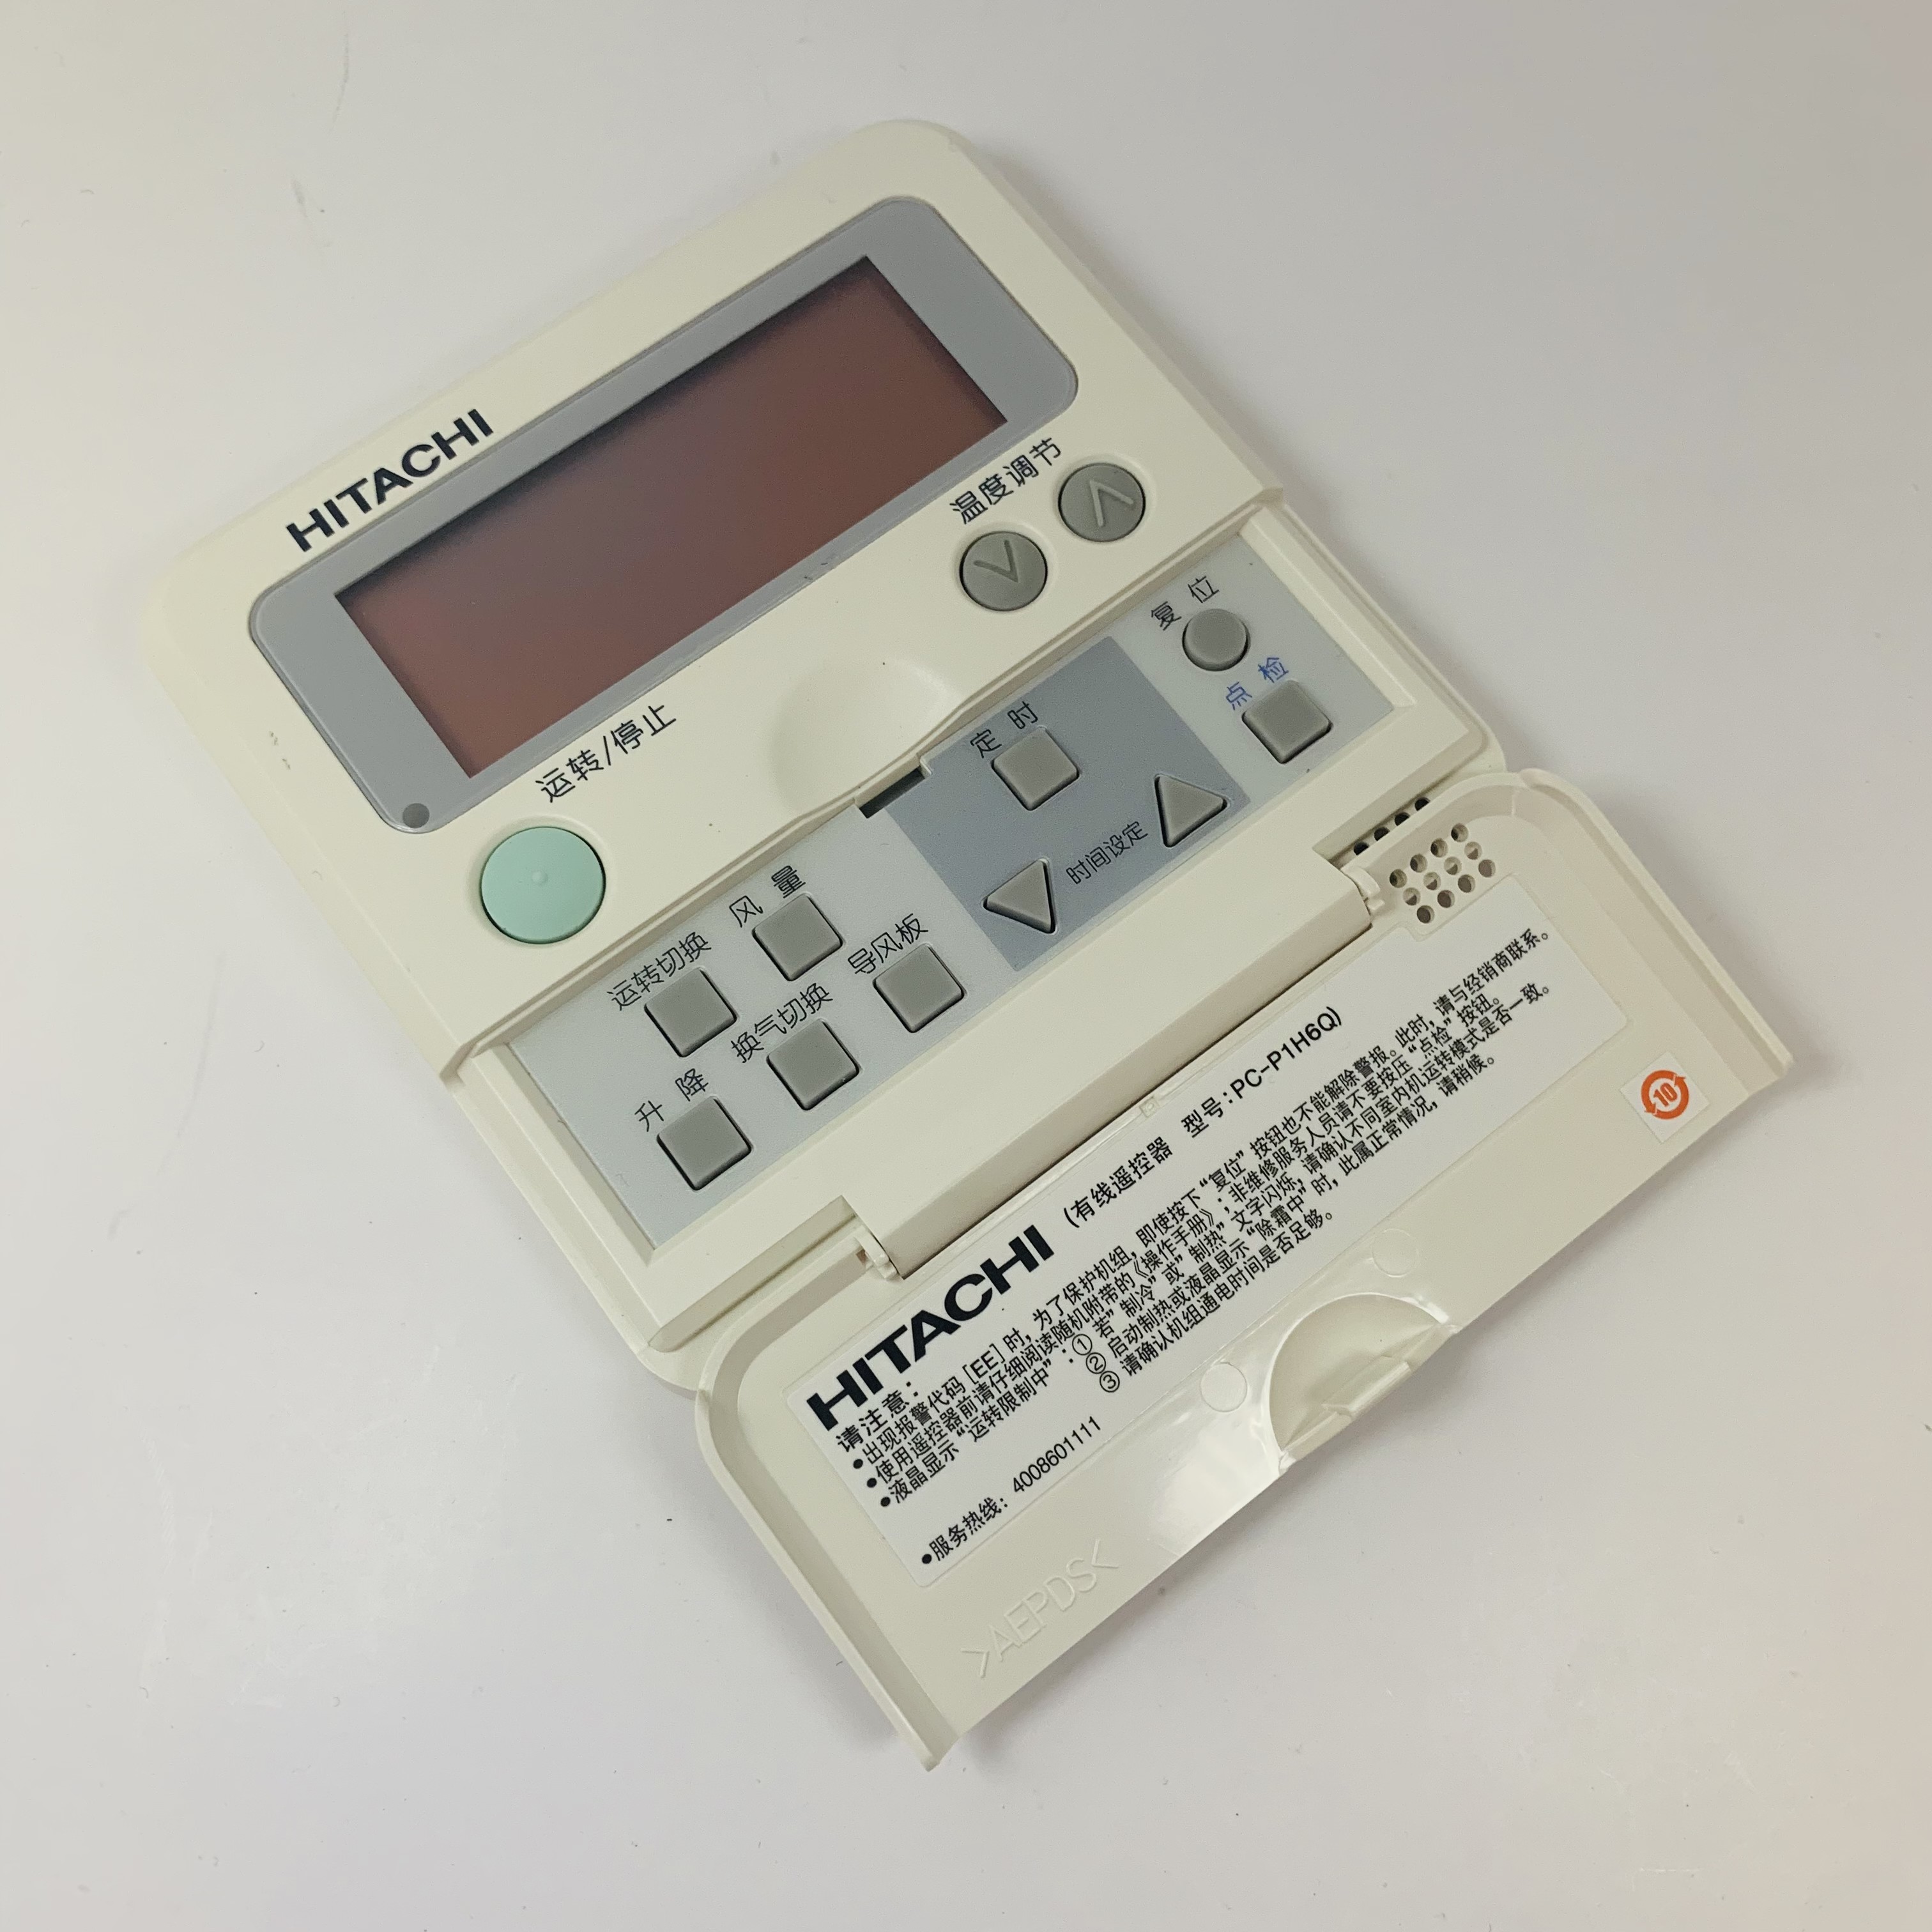 HITACHI
温度调节
运转/停止
复 位
点 检
定 时
时间设定
风 量
运转切换
导风板
换气切换
升 降
HITACHI (有线遥控器 型号:PC-P1H6Q)
请注意:
●出现报警代码[EE]时,为了保护机组,即使按下“复位”按钮也不能解除警报。此时,请与经销商联系。
●使用遥控器前请仔细阅读随机附带的《操作手册》;非维修服务人员请不要按压“点检”按钮。
●液晶显示“运转限制中”:①若”制冷”或”制热”文字闪烁,请确认不同室内机运转模式是否一致。
②启动制热或液晶显示“除霜中”时,此属正常情况,请稍候。
③请确认机组通电时间是否足够。
●服务热线:4008601111
10
>AEPDS<